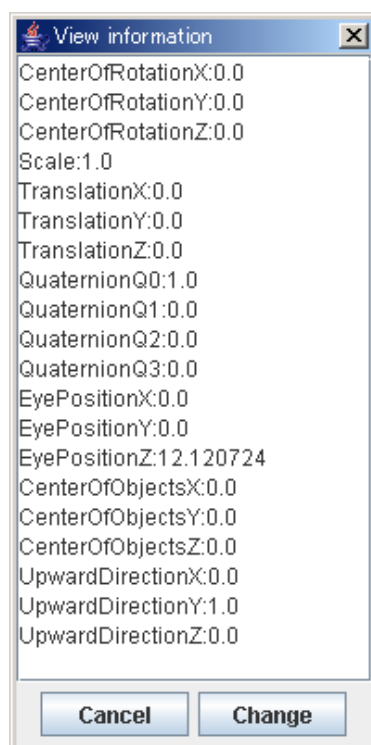 View information
CenterOfRotationX:0.0
CenterOfRotationY:0.0
CenterOfRotationZ:0.0
Scale:1.0
TranslationX:0.0
TranslationY:0.0
TranslationZ:0.0
QuaternionQ0:1.0
QuaternionQ1:0.0
QuaternionQ2:0.0
QuaternionQ3:0.0
EyePositionX:0.0
EyePositionY:0.0
EyePositionZ:12.120724
CenterOfObjectsX:0.0
CenterOfObjectsY:0.0
CenterOfObjectsZ:0.0
UpwardDirectionX:0.0
UpwardDirectionY:1.0
UpwardDirectionZ:0.0
Cancel Change